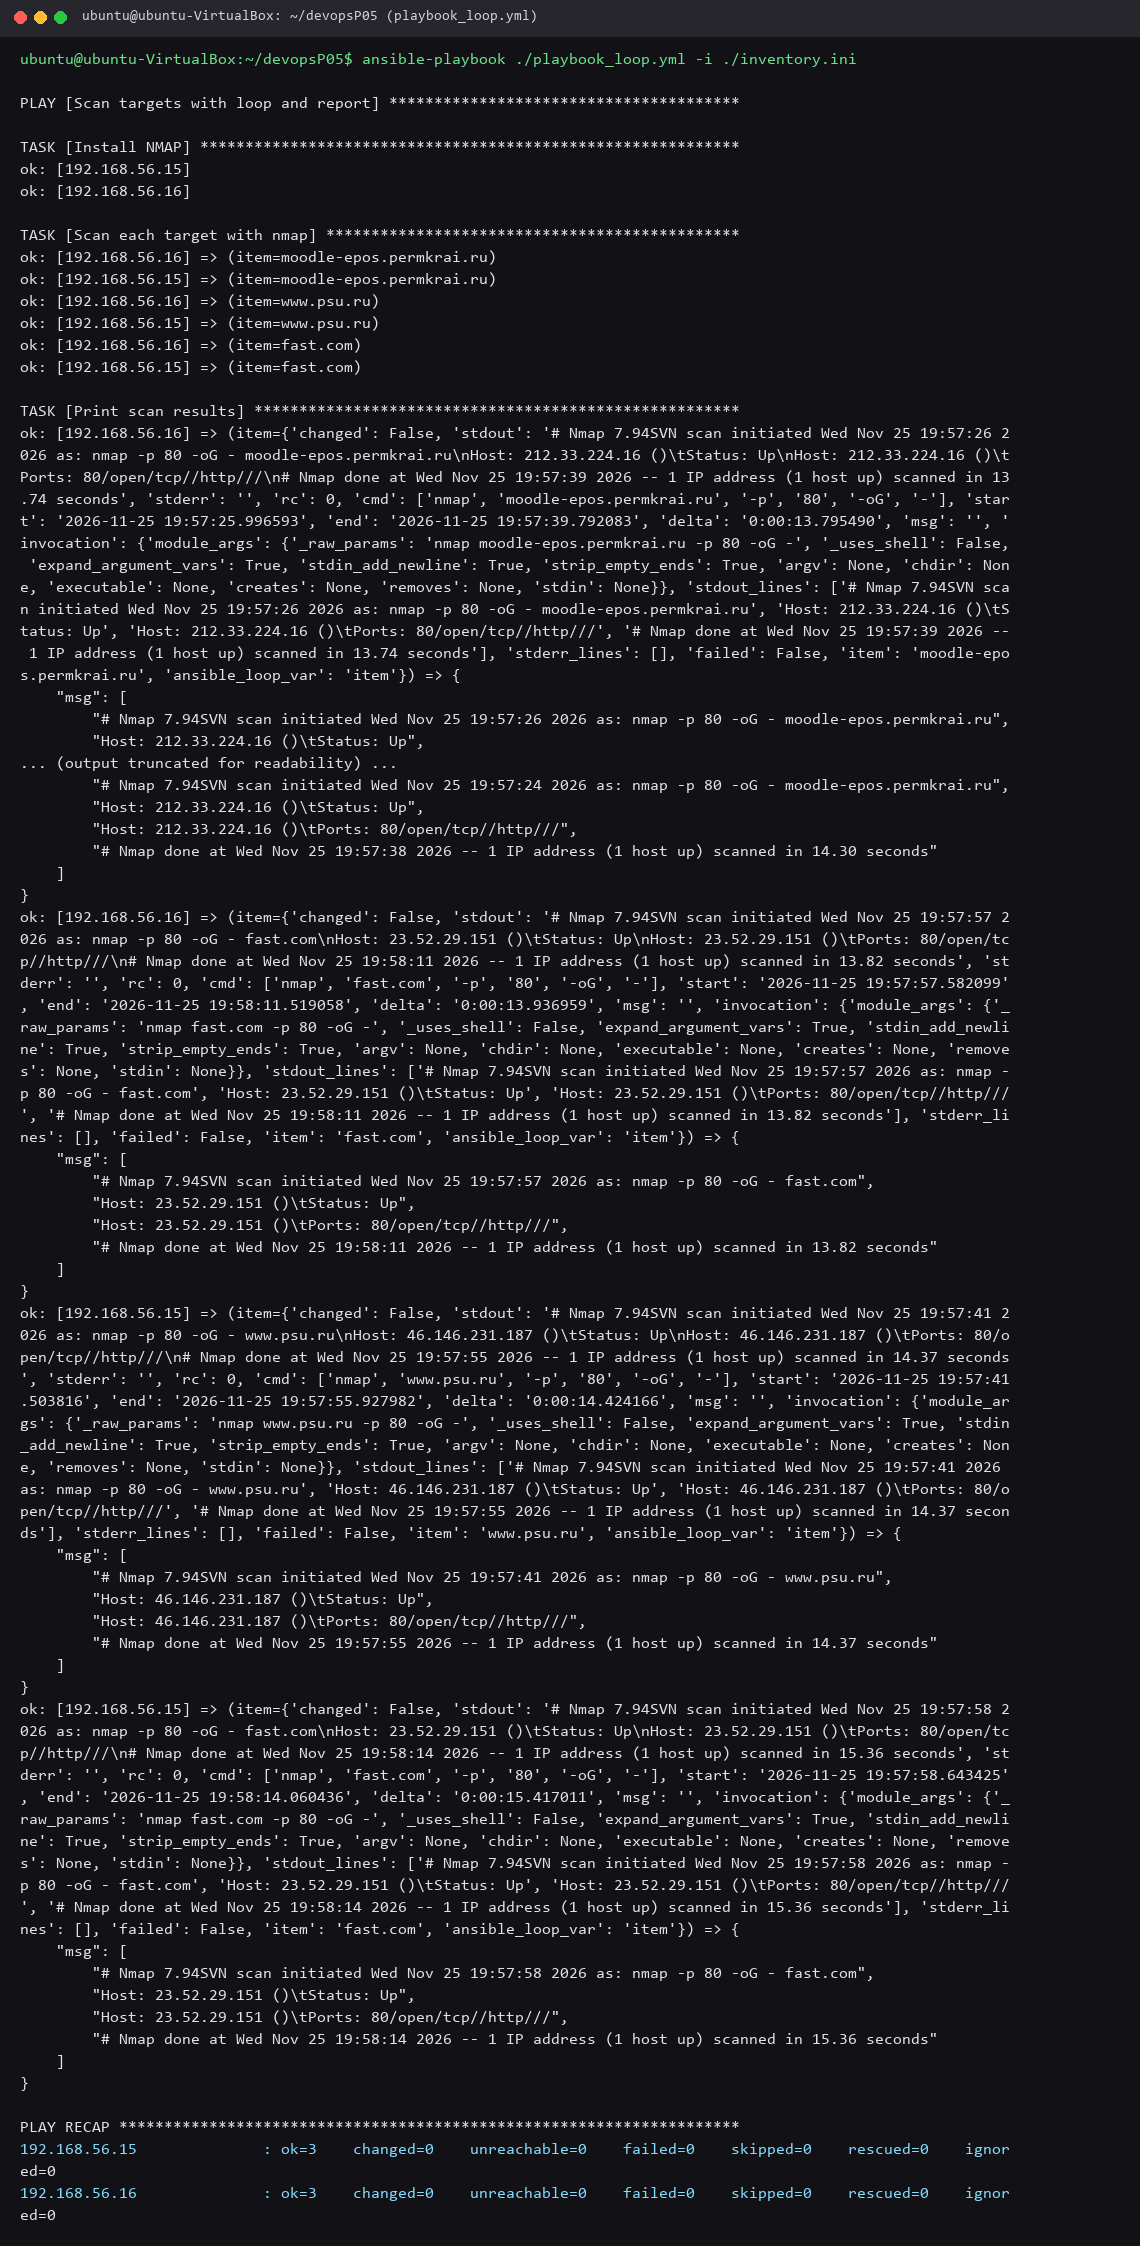 ubuntu@ubuntu-VirtualBox: ~/devopsP05 (playbook_loop.yml)
ubuntu@ubuntu-VirtualBox:~/devopsP05$ ansible-playbook ./playbook_loop.yml -i ./inventory.ini
PLAY [Scan targets with loop and report] ***************************************
TASK [Install NMAP] ************************************************************
ok: [192.168.56.15]
ok: [192.168.56.16]
TASK [Scan each target with nmap] **********************************************
ok: [192.168.56.16] => (item=moodle-epos.permkrai.ru)
ok: [192.168.56.15] => (item=moodle-epos.permkrai.ru)
ok: [192.168.56.16] => (item=www.psu.ru)
ok: [192.168.56.15] => (item=www.psu.ru)
ok: [192.168.56.16] => (item=fast.com)
ok: [192.168.56.15] => (item=fast.com)
TASK [Print scan results] ******************************************************
ok: [192.168.56.16] => (item={'changed': False, 'stdout': '# Nmap 7.94SVN scan initiated Wed Nov 25 19:57:26 2
026 as: nmap -p 80 -oG - moodle-epos.permkrai.ru\nHost: 212.33.224.16 ()\tStatus: Up\nHost: 212.33.224.16 ()\t
Ports: 80/open/tcp//http///\n# Nmap done at Wed Nov 25 19:57:39 2026 -- 1 IP address (1 host up) scanned in 13
.74 seconds', 'stderr': '', 'rc': 0, 'cmd': ['nmap', 'moodle-epos.permkrai.ru', '-p', '80', '-oG', '-'], 'star
t': '2026-11-25 19:57:25.996593', 'end': '2026-11-25 19:57:39.792083', 'delta': '0:00:13.795490', 'msg': '', '
invocation': {'module_args': {'_raw_params': 'nmap moodle-epos.permkrai.ru -p 80 -oG -', '_uses_shell': False,
 'expand_argument_vars': True, 'stdin_add_newline': True, 'strip_empty_ends': True, 'argv': None, 'chdir': Non
e, 'executable': None, 'creates': None, 'removes': None, 'stdin': None}}, 'stdout_lines': ['# Nmap 7.94SVN sca
n initiated Wed Nov 25 19:57:26 2026 as: nmap -p 80 -oG - moodle-epos.permkrai.ru', 'Host: 212.33.224.16 ()\tS
tatus: Up', 'Host: 212.33.224.16 ()\tPorts: 80/open/tcp//http///', '# Nmap done at Wed Nov 25 19:57:39 2026 --
 1 IP address (1 host up) scanned in 13.74 seconds'], 'stderr_lines': [], 'failed': False, 'item': 'moodle-epo
s.permkrai.ru', 'ansible_loop_var': 'item'}) => {
    "msg": [
        "# Nmap 7.94SVN scan initiated Wed Nov 25 19:57:26 2026 as: nmap -p 80 -oG - moodle-epos.permkrai.ru",
        "Host: 212.33.224.16 ()\tStatus: Up",
... (output truncated for readability) ...
        "# Nmap 7.94SVN scan initiated Wed Nov 25 19:57:24 2026 as: nmap -p 80 -oG - moodle-epos.permkrai.ru",
        "Host: 212.33.224.16 ()\tStatus: Up",
        "Host: 212.33.224.16 ()\tPorts: 80/open/tcp//http///",
        "# Nmap done at Wed Nov 25 19:57:38 2026 -- 1 IP address (1 host up) scanned in 14.30 seconds"
    ]
}
ok: [192.168.56.16] => (item={'changed': False, 'stdout': '# Nmap 7.94SVN scan initiated Wed Nov 25 19:57:57 2
026 as: nmap -p 80 -oG - fast.com\nHost: 23.52.29.151 ()\tStatus: Up\nHost: 23.52.29.151 ()\tPorts: 80/open/tc
p//http///\n# Nmap done at Wed Nov 25 19:58:11 2026 -- 1 IP address (1 host up) scanned in 13.82 seconds', 'st
derr': '', 'rc': 0, 'cmd': ['nmap', 'fast.com', '-p', '80', '-oG', '-'], 'start': '2026-11-25 19:57:57.582099'
, 'end': '2026-11-25 19:58:11.519058', 'delta': '0:00:13.936959', 'msg': '', 'invocation': {'module_args': {'_
raw_params': 'nmap fast.com -p 80 -oG -', '_uses_shell': False, 'expand_argument_vars': True, 'stdin_add_newli
ne': True, 'strip_empty_ends': True, 'argv': None, 'chdir': None, 'executable': None, 'creates': None, 'remove
s': None, 'stdin': None}}, 'stdout_lines': ['# Nmap 7.94SVN scan initiated Wed Nov 25 19:57:57 2026 as: nmap -
p 80 -oG - fast.com', 'Host: 23.52.29.151 ()\tStatus: Up', 'Host: 23.52.29.151 ()\tPorts: 80/open/tcp//http///
', '# Nmap done at Wed Nov 25 19:58:11 2026 -- 1 IP address (1 host up) scanned in 13.82 seconds'], 'stderr_li
nes': [], 'failed': False, 'item': 'fast.com', 'ansible_loop_var': 'item'}) => {
    "msg": [
        "# Nmap 7.94SVN scan initiated Wed Nov 25 19:57:57 2026 as: nmap -p 80 -oG - fast.com",
        "Host: 23.52.29.151 ()\tStatus: Up",
        "Host: 23.52.29.151 ()\tPorts: 80/open/tcp//http///",
        "# Nmap done at Wed Nov 25 19:58:11 2026 -- 1 IP address (1 host up) scanned in 13.82 seconds"
    ]
}
ok: [192.168.56.15] => (item={'changed': False, 'stdout': '# Nmap 7.94SVN scan initiated Wed Nov 25 19:57:41 2
026 as: nmap -p 80 -oG - www.psu.ru\nHost: 46.146.231.187 ()\tStatus: Up\nHost: 46.146.231.187 ()\tPorts: 80/o
pen/tcp//http///\n# Nmap done at Wed Nov 25 19:57:55 2026 -- 1 IP address (1 host up) scanned in 14.37 seconds
', 'stderr': '', 'rc': 0, 'cmd': ['nmap', 'www.psu.ru', '-p', '80', '-oG', '-'], 'start': '2026-11-25 19:57:41
.503816', 'end': '2026-11-25 19:57:55.927982', 'delta': '0:00:14.424166', 'msg': '', 'invocation': {'module_ar
gs': {'_raw_params': 'nmap www.psu.ru -p 80 -oG -', '_uses_shell': False, 'expand_argument_vars': True, 'stdin
_add_newline': True, 'strip_empty_ends': True, 'argv': None, 'chdir': None, 'executable': None, 'creates': Non
e, 'removes': None, 'stdin': None}}, 'stdout_lines': ['# Nmap 7.94SVN scan initiated Wed Nov 25 19:57:41 2026 
as: nmap -p 80 -oG - www.psu.ru', 'Host: 46.146.231.187 ()\tStatus: Up', 'Host: 46.146.231.187 ()\tPorts: 80/o
pen/tcp//http///', '# Nmap done at Wed Nov 25 19:57:55 2026 -- 1 IP address (1 host up) scanned in 14.37 secon
ds'], 'stderr_lines': [], 'failed': False, 'item': 'www.psu.ru', 'ansible_loop_var': 'item'}) => {
    "msg": [
        "# Nmap 7.94SVN scan initiated Wed Nov 25 19:57:41 2026 as: nmap -p 80 -oG - www.psu.ru",
        "Host: 46.146.231.187 ()\tStatus: Up",
        "Host: 46.146.231.187 ()\tPorts: 80/open/tcp//http///",
        "# Nmap done at Wed Nov 25 19:57:55 2026 -- 1 IP address (1 host up) scanned in 14.37 seconds"
    ]
}
ok: [192.168.56.15] => (item={'changed': False, 'stdout': '# Nmap 7.94SVN scan initiated Wed Nov 25 19:57:58 2
026 as: nmap -p 80 -oG - fast.com\nHost: 23.52.29.151 ()\tStatus: Up\nHost: 23.52.29.151 ()\tPorts: 80/open/tc
p//http///\n# Nmap done at Wed Nov 25 19:58:14 2026 -- 1 IP address (1 host up) scanned in 15.36 seconds', 'st
derr': '', 'rc': 0, 'cmd': ['nmap', 'fast.com', '-p', '80', '-oG', '-'], 'start': '2026-11-25 19:57:58.643425'
, 'end': '2026-11-25 19:58:14.060436', 'delta': '0:00:15.417011', 'msg': '', 'invocation': {'module_args': {'_
raw_params': 'nmap fast.com -p 80 -oG -', '_uses_shell': False, 'expand_argument_vars': True, 'stdin_add_newli
ne': True, 'strip_empty_ends': True, 'argv': None, 'chdir': None, 'executable': None, 'creates': None, 'remove
s': None, 'stdin': None}}, 'stdout_lines': ['# Nmap 7.94SVN scan initiated Wed Nov 25 19:57:58 2026 as: nmap -
p 80 -oG - fast.com', 'Host: 23.52.29.151 ()\tStatus: Up', 'Host: 23.52.29.151 ()\tPorts: 80/open/tcp//http///
', '# Nmap done at Wed Nov 25 19:58:14 2026 -- 1 IP address (1 host up) scanned in 15.36 seconds'], 'stderr_li
nes': [], 'failed': False, 'item': 'fast.com', 'ansible_loop_var': 'item'}) => {
    "msg": [
        "# Nmap 7.94SVN scan initiated Wed Nov 25 19:57:58 2026 as: nmap -p 80 -oG - fast.com",
        "Host: 23.52.29.151 ()\tStatus: Up",
        "Host: 23.52.29.151 ()\tPorts: 80/open/tcp//http///",
        "# Nmap done at Wed Nov 25 19:58:14 2026 -- 1 IP address (1 host up) scanned in 15.36 seconds"
    ]
}
PLAY RECAP *********************************************************************
192.168.56.15              : ok=3    changed=0    unreachable=0    failed=0    skipped=0    rescued=0    ignor
ed=0
192.168.56.16              : ok=3    changed=0    unreachable=0    failed=0    skipped=0    rescued=0    ignor
ed=0